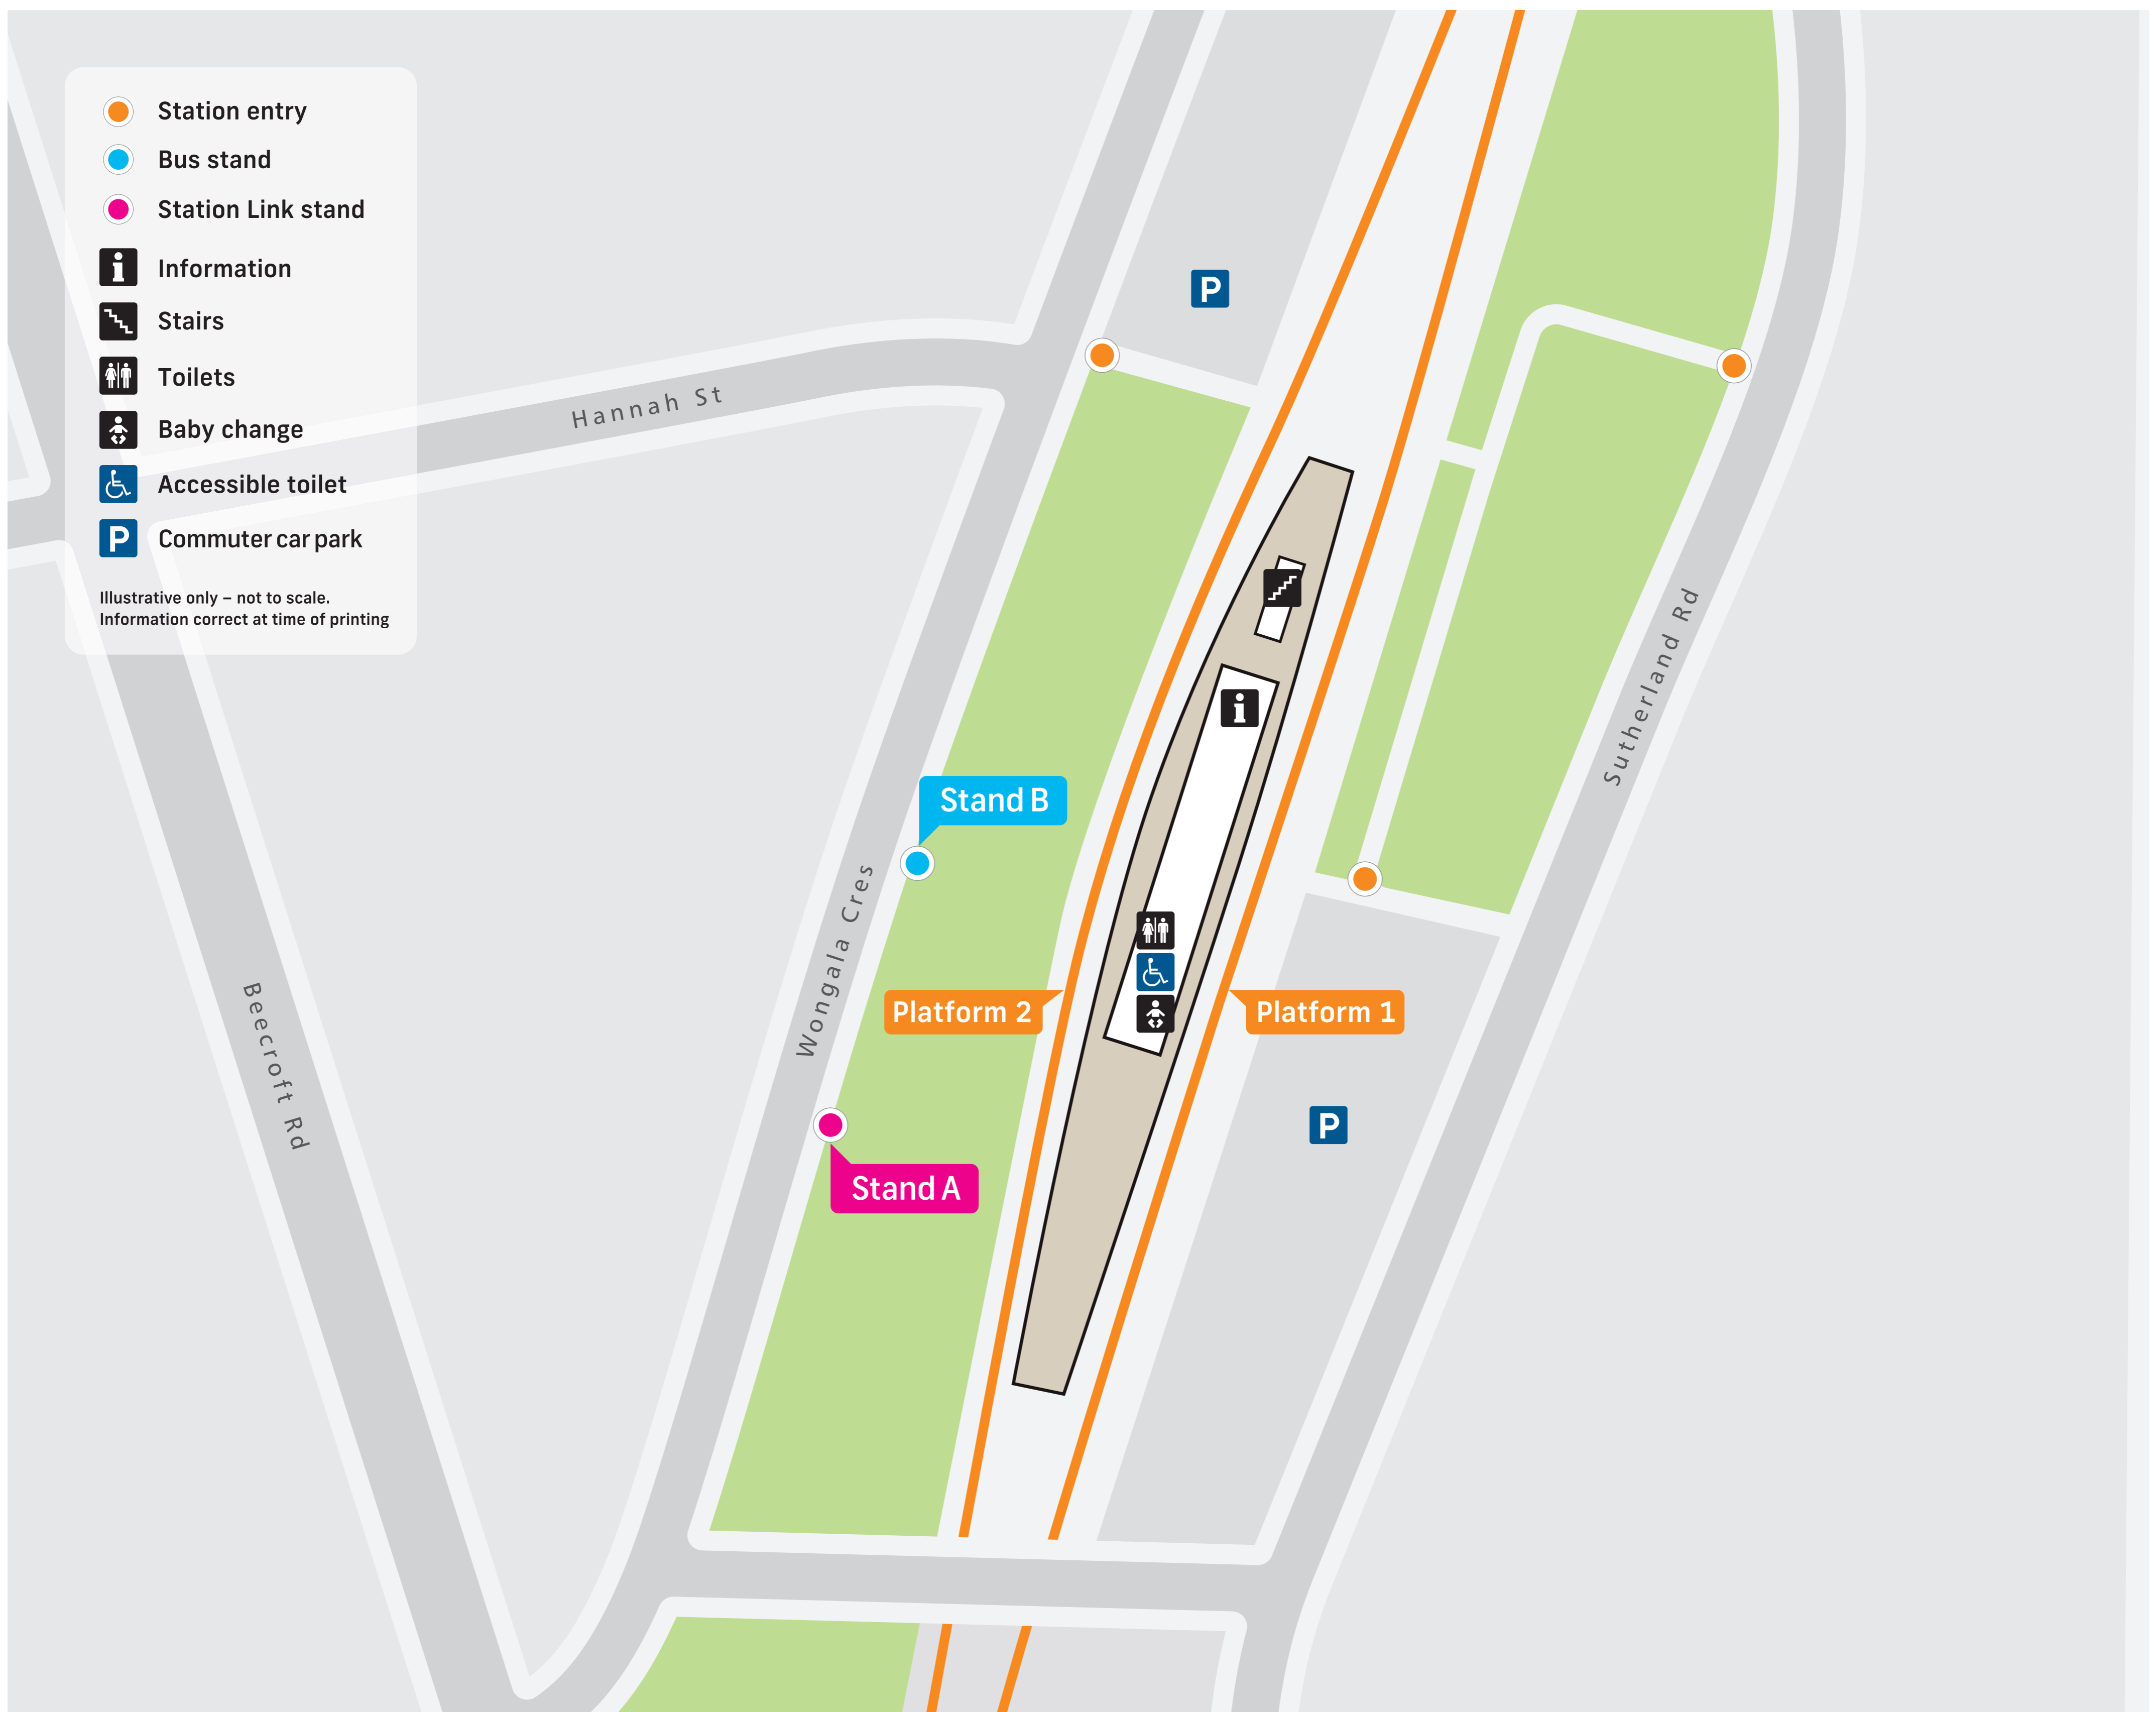 Station entry
Bus stand
Station Link stand
Information
Stairs
Toilets
Baby change
Accessible toilet
P Commuter car park
Illustrative only – not to scale.
Information correct at time of printing
P
Hannah St
Sutherland Rd
Stand B
Wongala Cres
Beecroft Rd
Platform 2
Platform 1
P
Stand A